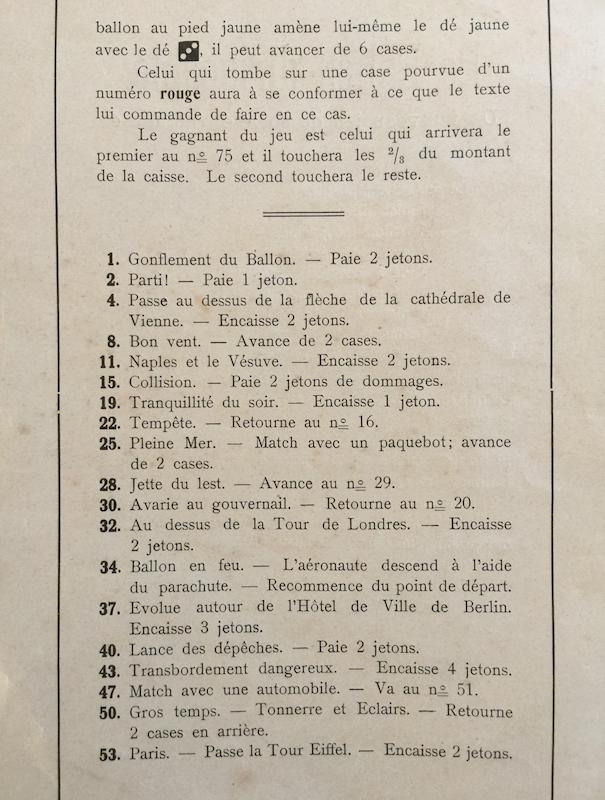 ballon au pied jaune amène lui-même le dé jaune
avec le dé , il peut avancer de 6 cases.
Celui qui tombe sur une case pourvue d'un
numéro rouge aura à se conformer à ce que le texte
lui commande de faire en ce cas.
Le gagnant du jeu est celui qui arrivera le
premier au nº 75 et il touchera les 2/3 du montant
de la caisse. Le second touchera le reste.
1. Gonflement du Ballon. — Paie 2 jetons.
2. Parti! — Paie 1 jeton.
4. Passe au dessus de la flèche de la cathédrale de
Vienne. — Encaisse 2 jetons.
8. Bon vent. — Avance de 2 cases.
11. Naples et le Vésuve. — Encaisse 2 jetons.
15. Collision. — Paie 2 jetons de dommages.
19. Tranquillité du soir. — Encaisse 1 jeton.
22. Tempête. — Retourne au nº 16.
25. Pleine Mer. — Match avec un paquebot; avance
de 2 cases.
28. Jette du lest. — Avance au nº 29.
30. Avarie au gouvernail. — Retourne au nº 20.
32. Au dessus de la Tour de Londres. — Encaisse
2 jetons.
34. Ballon en feu. — L'aéronaute descend à l'aide
du parachute. — Recommence du point de départ.
37. Evolue autour de l'Hôtel de Ville de Berlin.
Encaisse 3 jetons.
40. Lance des dépêches. — Paie 2 jetons.
43. Transbordement dangereux. — Encaisse 4 jetons.
47. Match avec une automobile. — Va au nº 51.
50. Gros temps. — Tonnerre et Eclairs. — Retourne
2 cases en arrière.
53. Paris. — Passe la Tour Eiffel. — Encaisse 2 jetons.